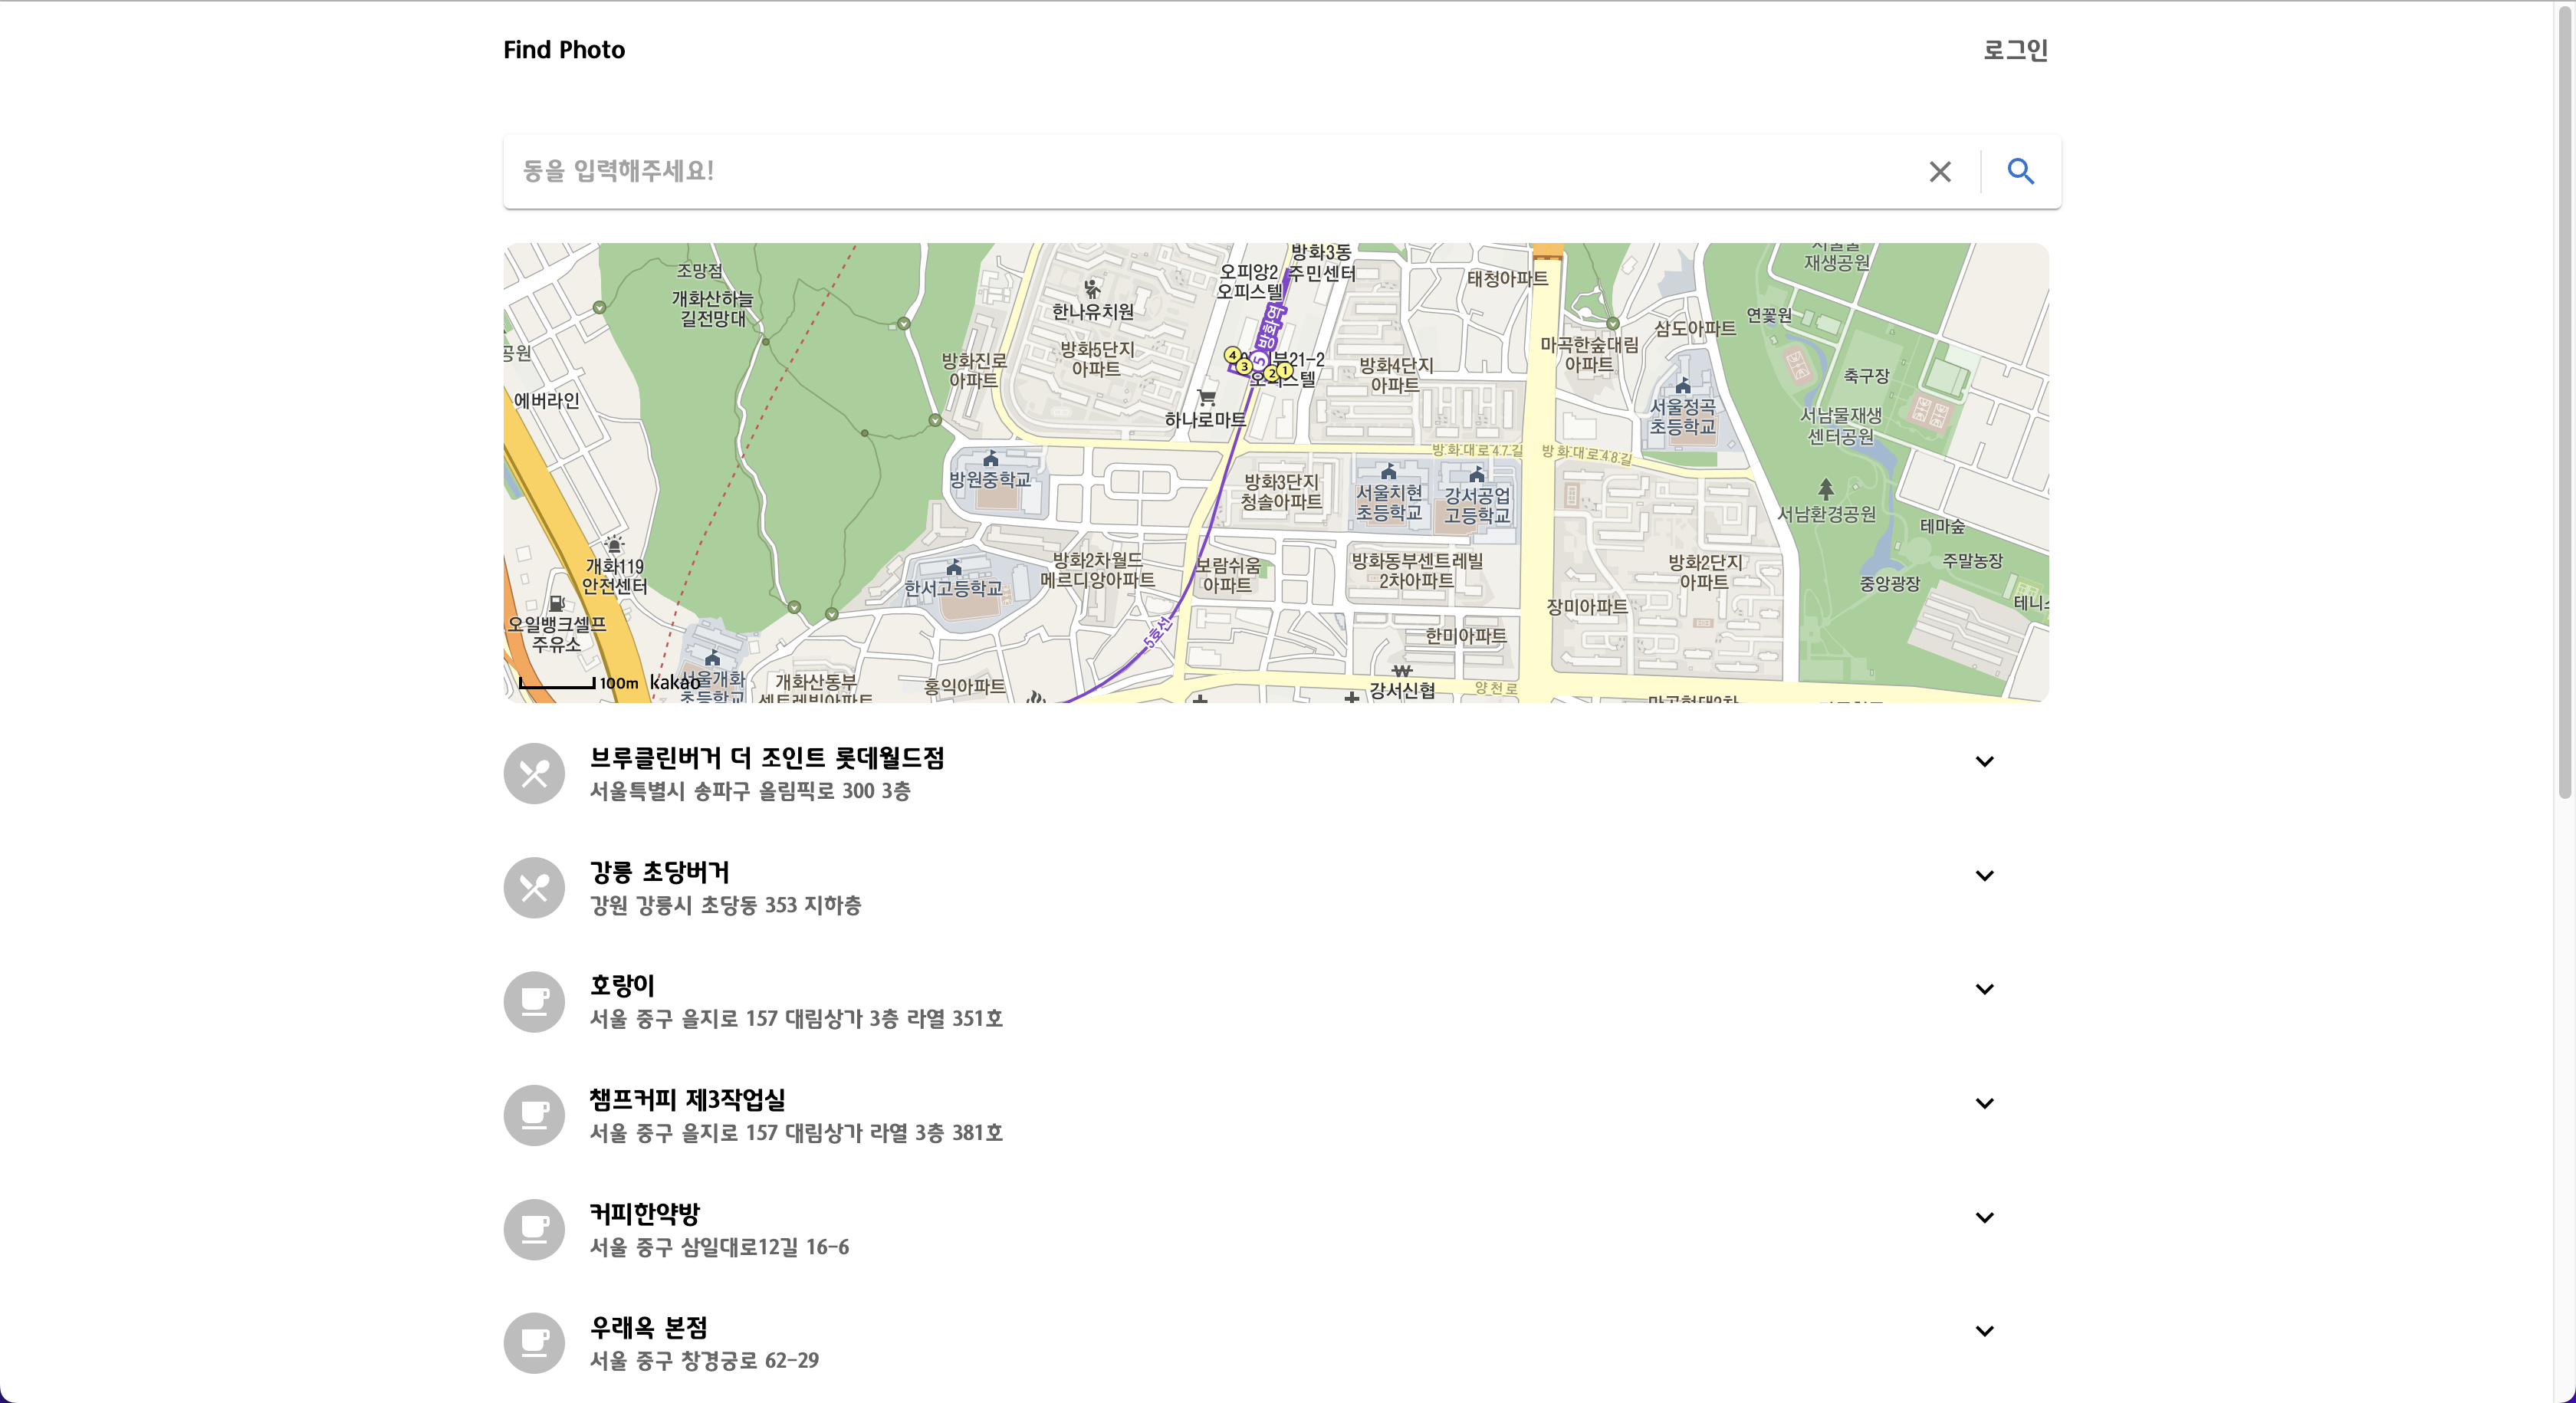 Find Photo
로그인
동을 입력해주세요!
조망점
개화산하늘
길전망대
공원
에버라인
개화119
안전센터
오일뱅크셀프
주유소
100m
kakao
서울개화
개화산동부
홍익아파트
한나유치원
방화5단지
아파트
방화진로
아파트
오피앙2
오피스텔
방화3동
주민센터
방화역
5
4
3
2
1
하나로마트
방원중학교
한서고등학교
방화2차월드
메르디앙아파트
5호선
방화4단지
아파트
태청아파트
방화대로47길
방화대로48길
방화3단지
청솔아파트
서울치현
초등학교
강서공업
고등학교
보람쉬움
아파트
방화동부센트레빌
2차아파트
한미아파트
강서신협
양천로
마곡한숲대림
아파트
삼도아파트
서울정곡
초등학교
방화2단지
아파트
장미아파트
재생공원
연꽃원
축구장
서남물재생
센터공원
서남환경공원
테마숲
주말농장
중앙광장
브루클린버거 더 조인트 롯데월드점
서울특별시 송파구 올림픽로 300 3층
강릉 초당버거
강원 강릉시 초당동 353 지하층
호랑이
서울 중구 을지로 157 대림상가 3층 라열 351호
챔프커피 제3작업실
서울 중구 을지로 157 대림상가 라열 3층 381호
커피한약방
서울 중구 삼일대로12길 16-6
우래옥 본점
서울 중구 창경궁로 62-29